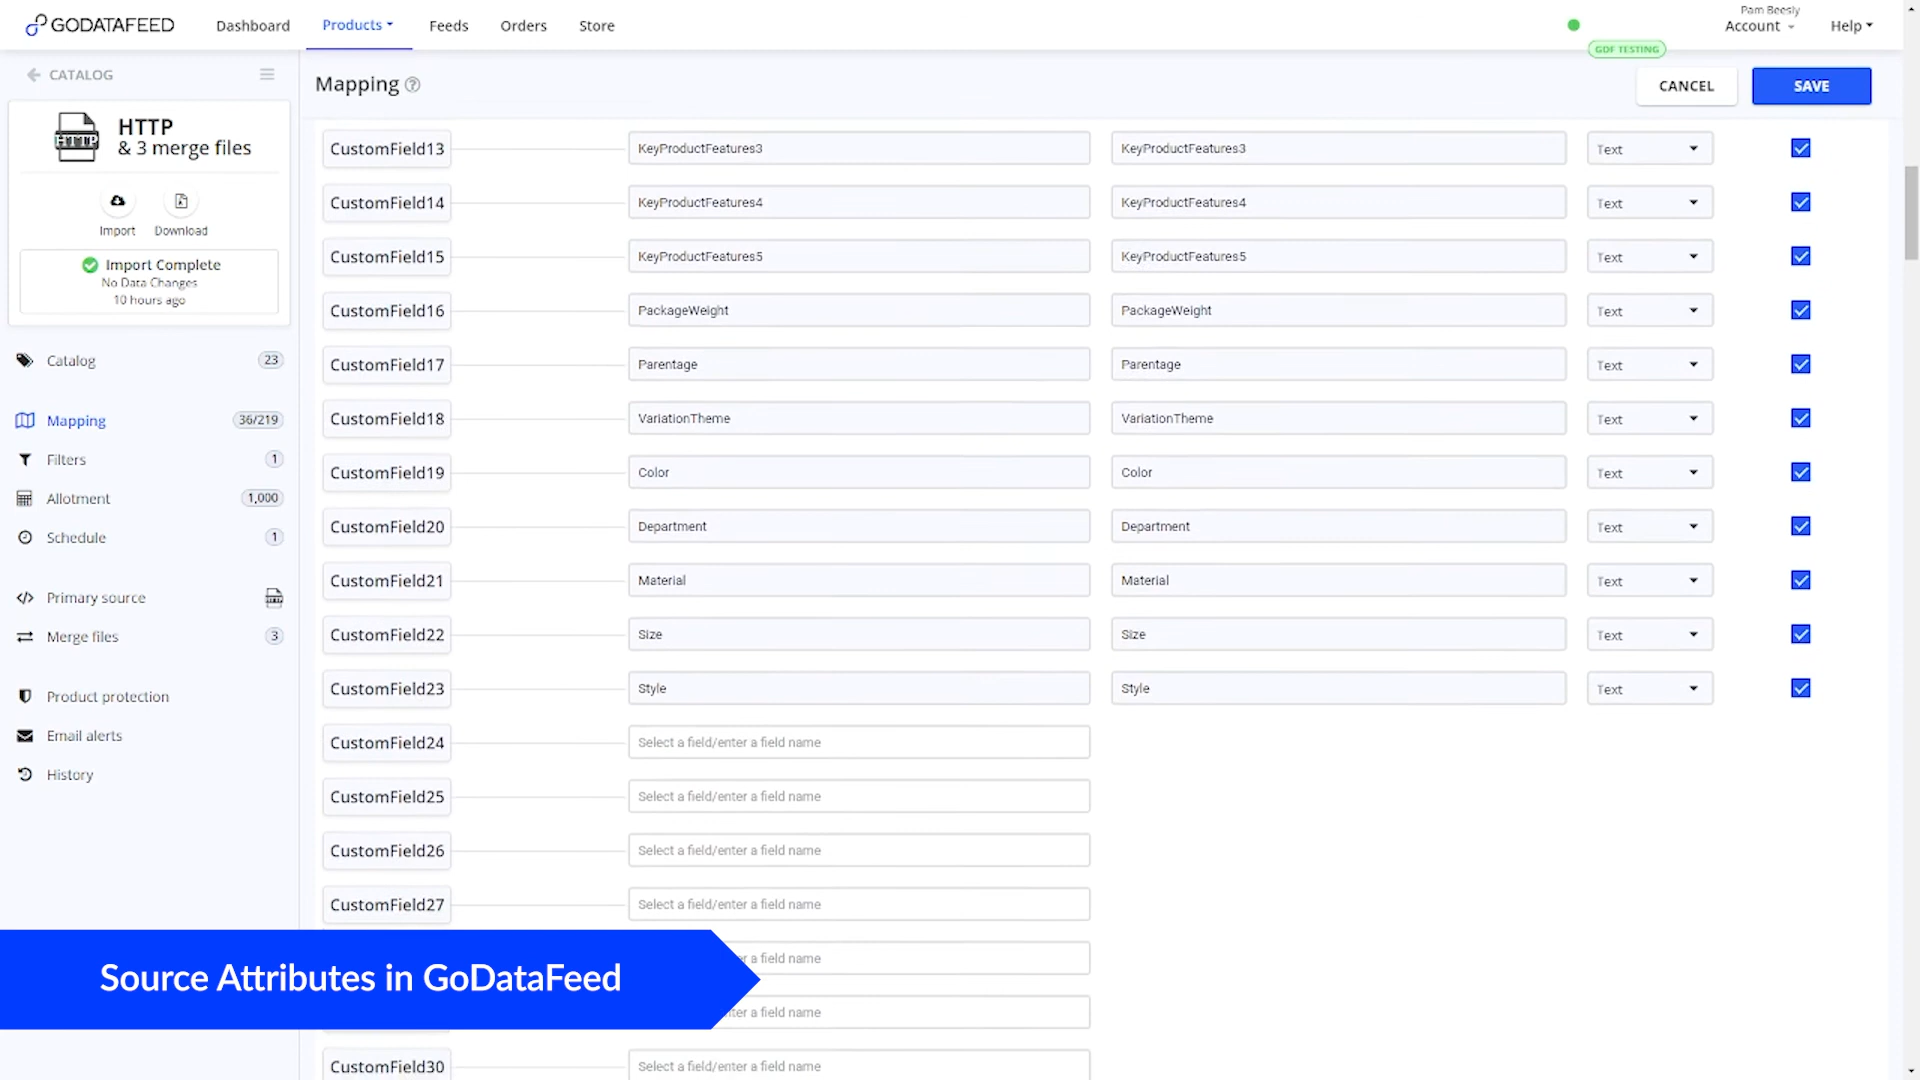 GODATAFEED
Dashboard
Products
Feeds
Orders
Store
Pam Beesly
Account
Help
GDF TESTING
CATALOG
Mapping
CANCEL
SAVE
HTTP
HTTP
& 3 merge files
Import
Download
Import Complete
No Data Changes
10 hours ago
Catalog 23
Mapping 36/219
Filters 1
Allotment 1,000
Schedule 1
Primary source
Merge files 3
Product protection
Email alerts
History
CustomField13 KeyProductFeatures3 KeyProductFeatures3 Text
CustomField14 KeyProductFeatures4 KeyProductFeatures4 Text
CustomField15 KeyProductFeatures5 KeyProductFeatures5 Text
CustomField16 PackageWeight PackageWeight Text
CustomField17 Parentage Parentage Text
CustomField18 VariationTheme VariationTheme Text
CustomField19 Color Color Text
CustomField20 Department Department Text
CustomField21 Material Material Text
CustomField22 Size Size Text
CustomField23 Style Style Text
CustomField24 Select a field/enter a field name
CustomField25 Select a field/enter a field name
CustomField26 Select a field/enter a field name
CustomField27 Select a field/enter a field name
a field name
a field name
CustomField30 Select a field/enter a field name
Source Attributes in GoDataFeed